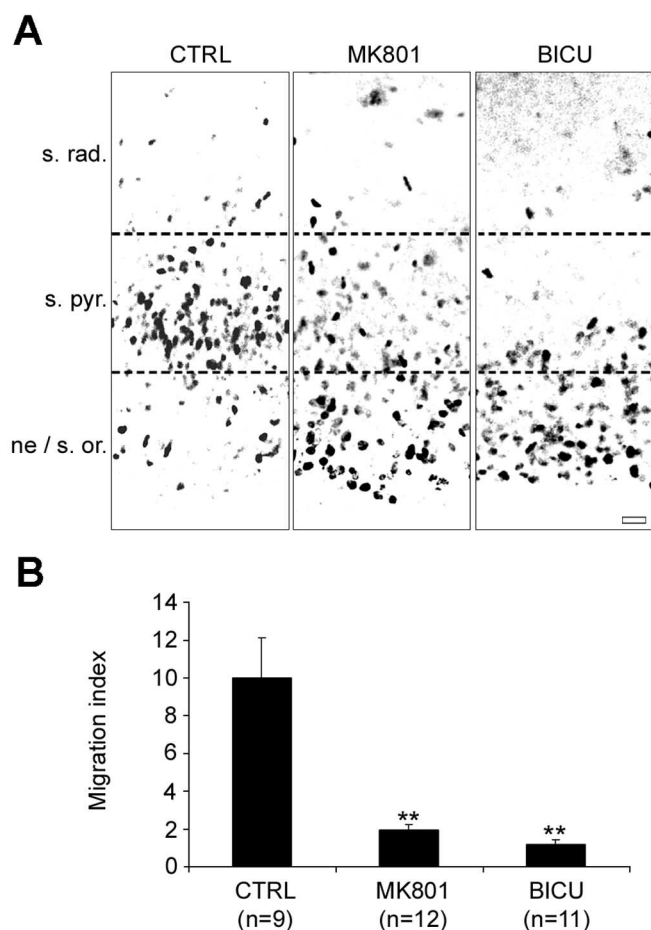 A
CTRL MK801 BICU
s. rad.
s. pyr.
ne / s. or.
B
Migration index
14
12
10
8
6
4
2
0
** **
CTRL MK801 BICU
(n=9) (n=12) (n=11)